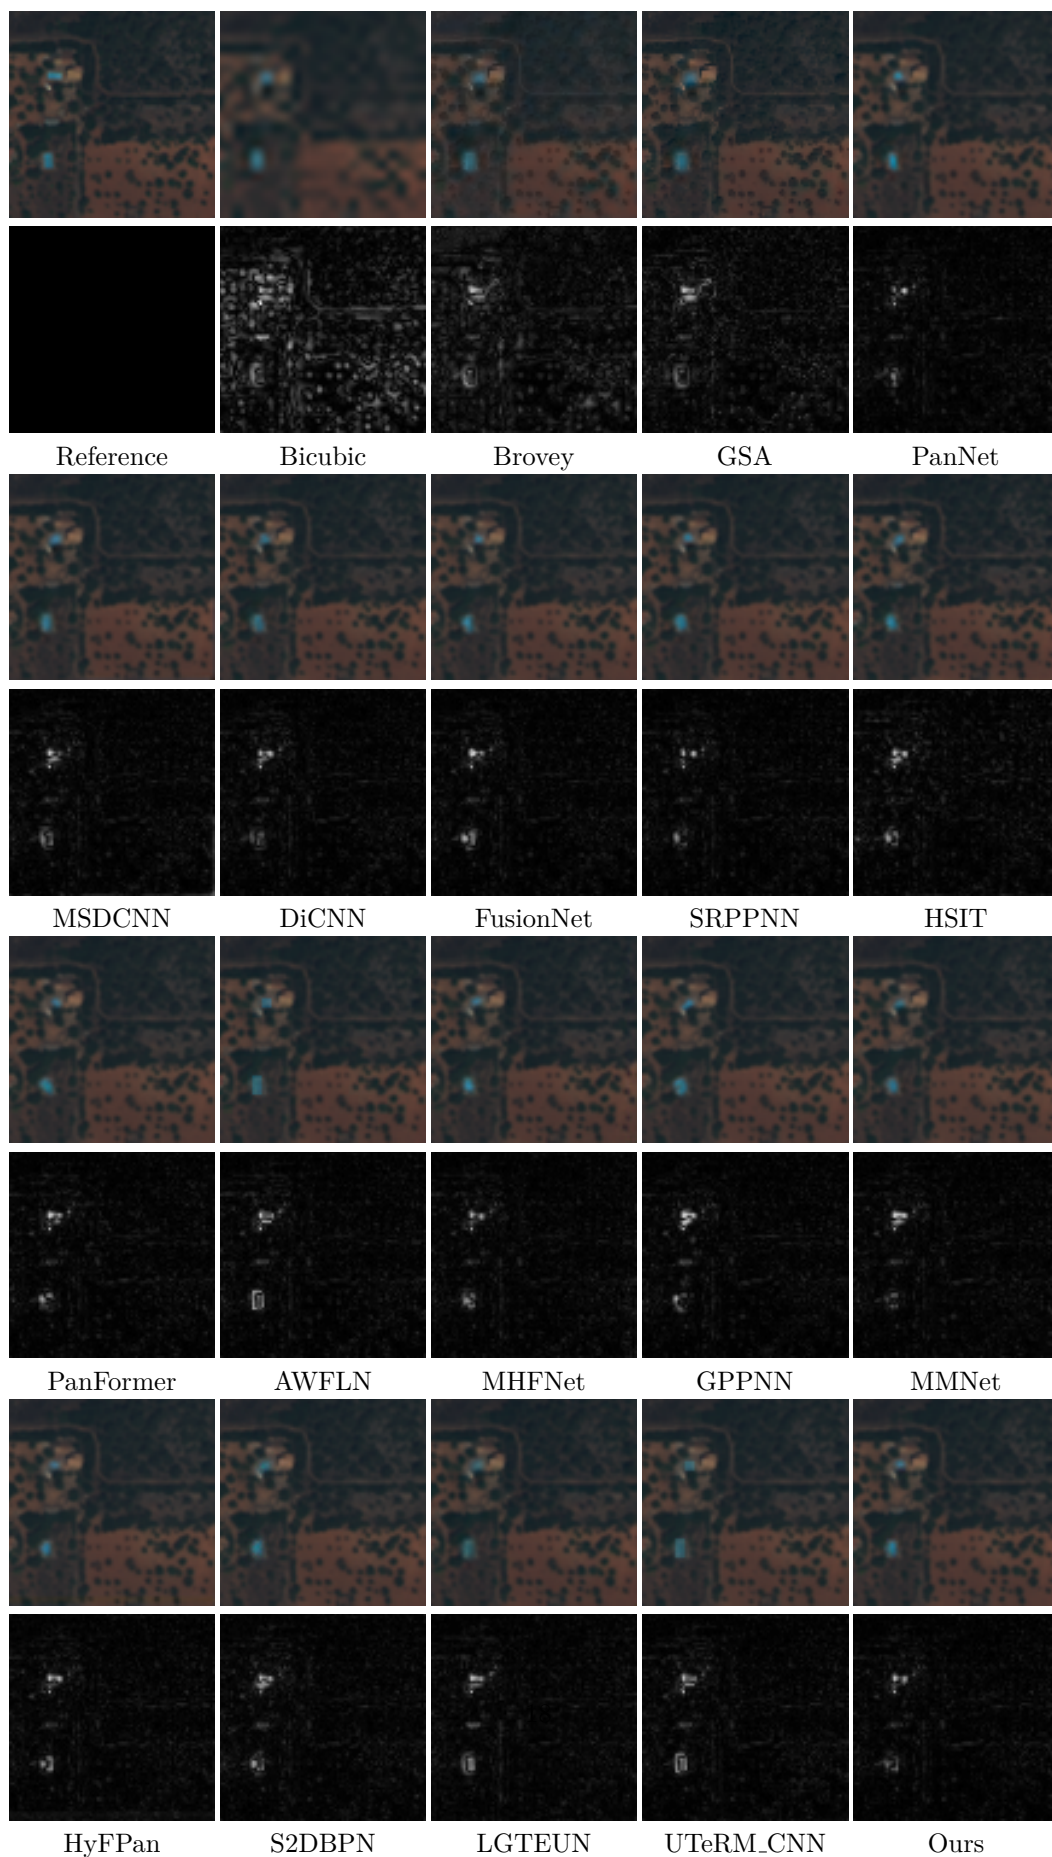 Reference Bicubic Brovey GSA PanNet
MSDCNN DiCNN FusionNet SRPPNN HSIT
PanFormer AWFLN MHFNet GPPNN MMNet
HyFPan S2DBPN LGTEUN UTeRM_CNN Ours